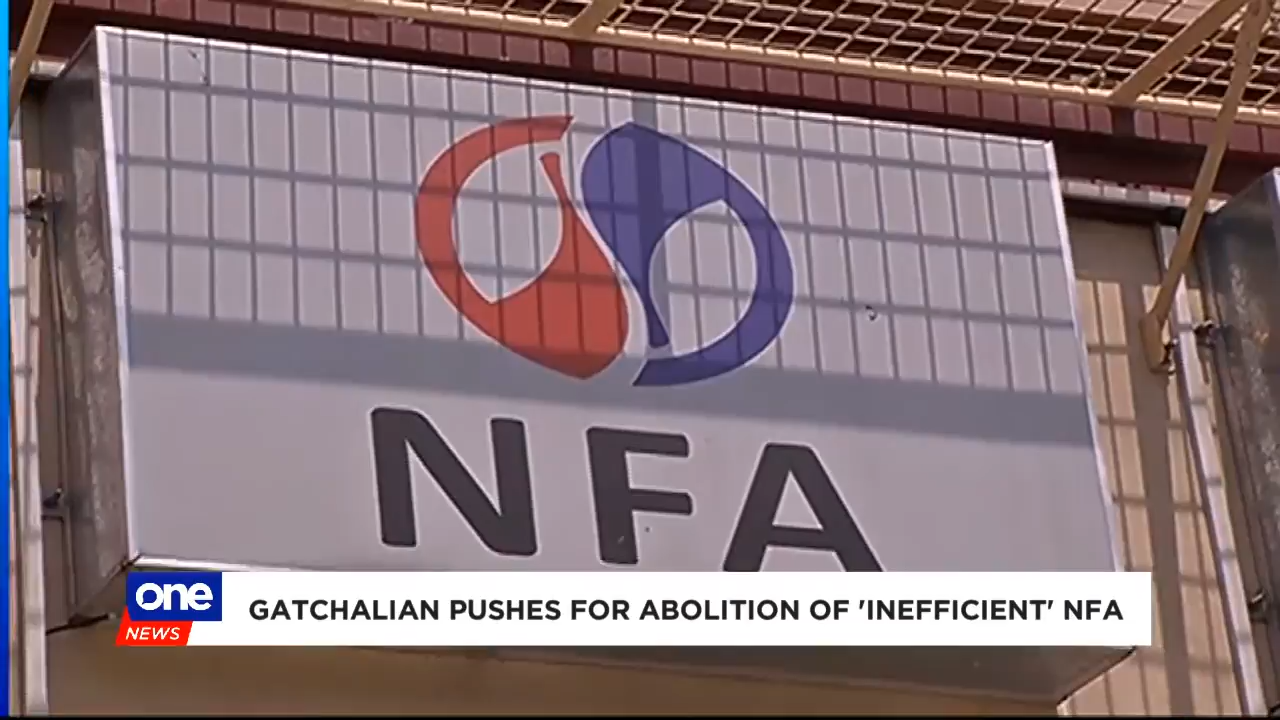 NFA
one
NEWS
GATCHALIAN PUSHES FOR ABOLITION OF 'INEFFICIENT' NFA